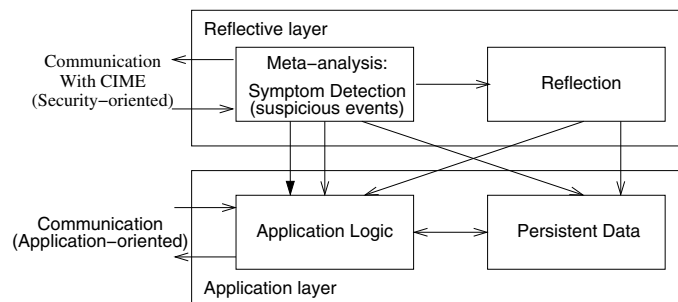 Reflective layer
Communication
With CIME
(Security−oriented)
Meta−analysis:
Symptom Detection
(suspicious events)
Reflection
Communication
(Application−oriented)
Application Logic
Persistent Data
Application layer